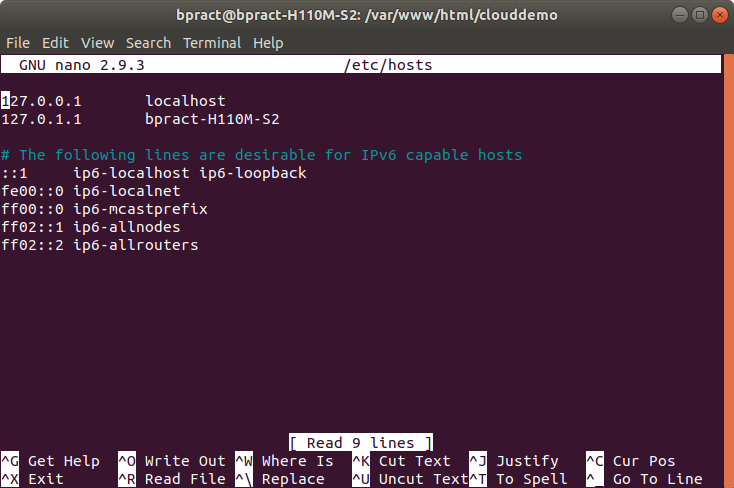 bpract@bpract-H110M-S2: /var/www/html/clouddemo
File Edit View Search Terminal Help
GNU nano 2.9.3 /etc/hosts
127.0.0.1 localhost
127.0.1.1 bpract-H110M-S2
# The following lines are desirable for IPv6 capable hosts
::1 ip6-localhost ip6-loopback
fe00::0 ip6-localnet
ff00::0 ip6-mcastprefix
ff02::1 ip6-allnodes
ff02::2 ip6-allrouters
[ Read 9 lines ]
^G Get Help ^O Write Out ^W Where Is ^K Cut Text ^J Justify ^C Cur Pos
^X Exit ^R Read File ^\ Replace ^U Uncut Text ^T To Spell ^_ Go To Line